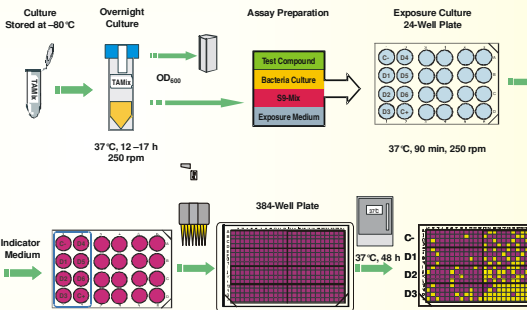 Culture
Stored at –80°C
Overnight
Culture
Assay Preparation
Exposure Culture
24-Well Plate
TAMix
TAMix
OD600
Test Compound
Bacteria Culture
S9-Mix
Exposure Medium
C- D4
D1 D5
D2 D6
D3 C+
37°C, 12 –17 h
250 rpm
37°C, 90 min, 250 rpm
Indicator
Medium
C- D4
D1 D5
D2 D6
D3 C+
384-Well Plate
37°C
37°C, 48 h
C-
D1
D2
D3